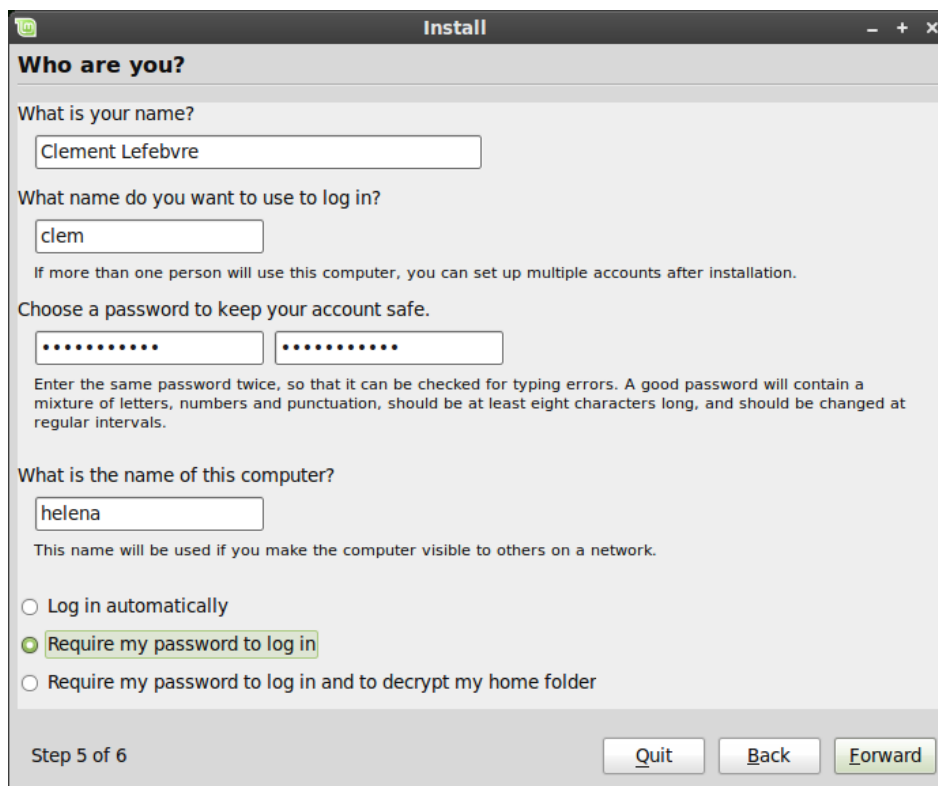 Install
Who are you?
What is your name?
Clement Lefebvre
What name do you want to use to log in?
clem
If more than one person will use this computer, you can set up multiple accounts after installation.
Choose a password to keep your account safe.
••••••••••• •••••••••••
Enter the same password twice, so that it can be checked for typing errors. A good password will contain a
mixture of letters, numbers and punctuation, should be at least eight characters long, and should be changed at
regular intervals.
What is the name of this computer?
helena
This name will be used if you make the computer visible to others on a network.
Log in automatically
Require my password to log in
Require my password to log in and to decrypt my home folder
Step 5 of 6 Quit Back Forward